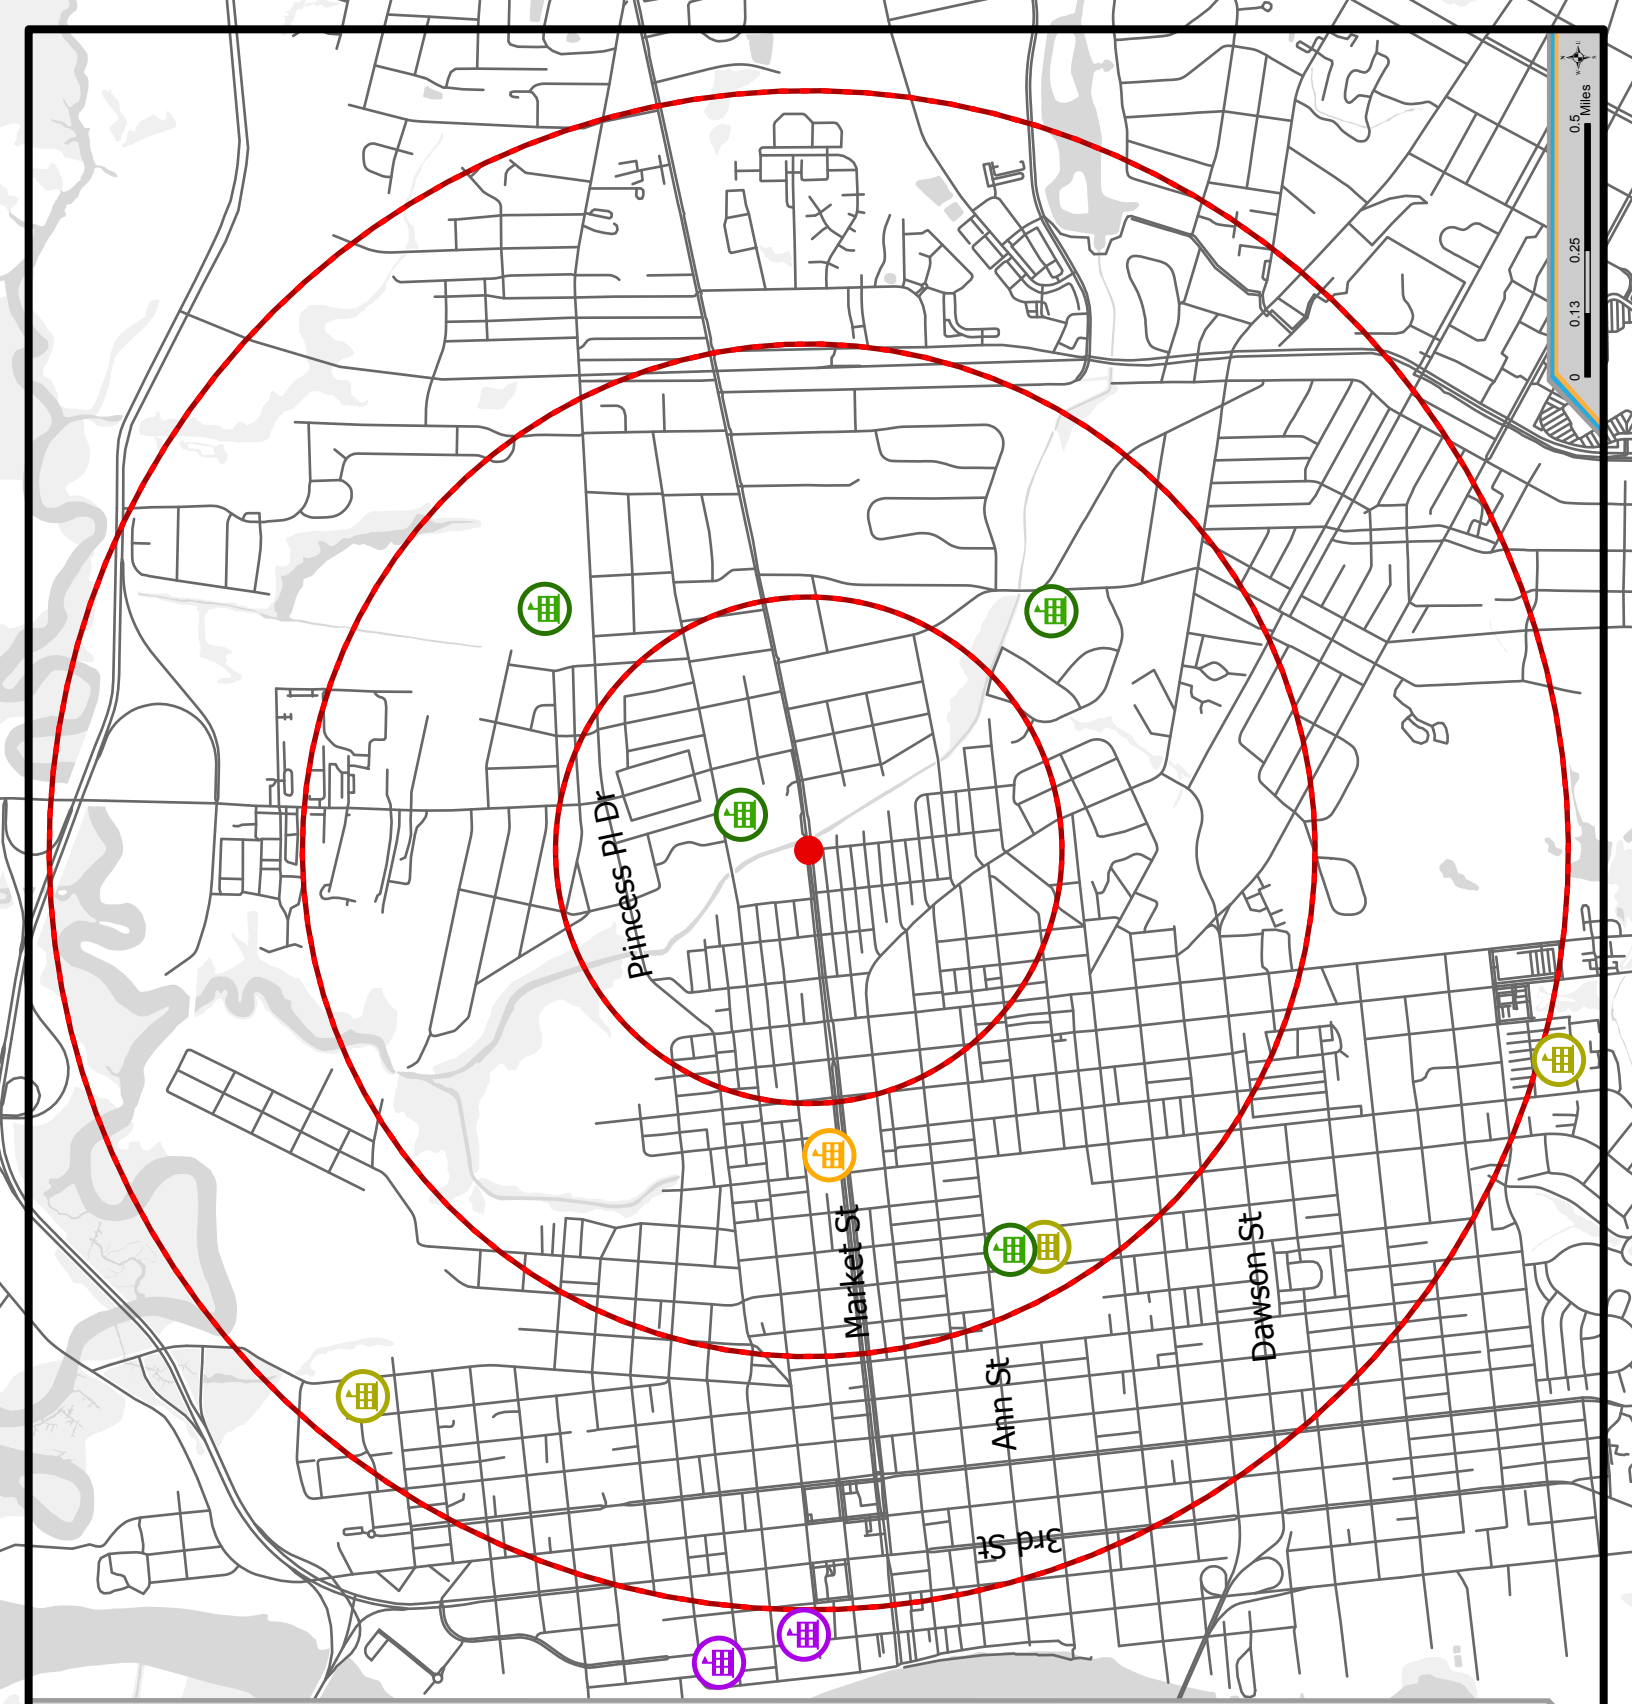 Miles
0.5
0.25
0.13
0
Princess Pl Dr
Market St
Dawson St
Ann St
3rd St